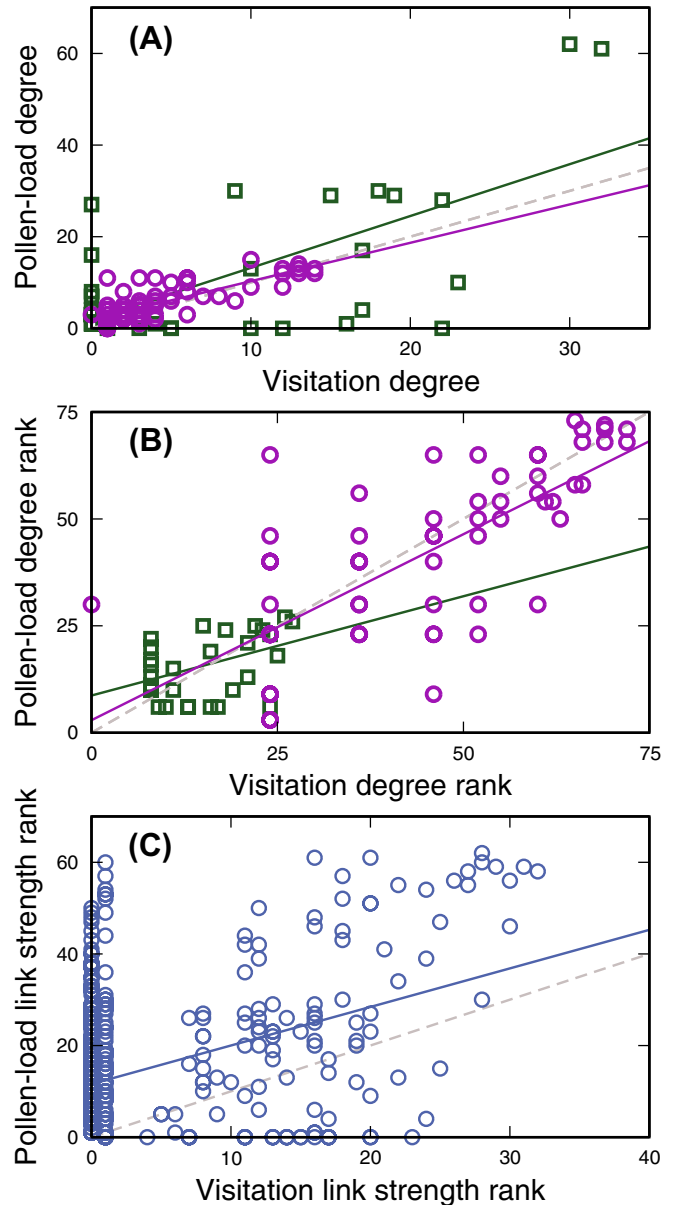 (A)
Pollen-load degree
60
40
20
0
0 10 20 30
Visitation degree
(B)
Pollen-load degree rank
75
50
25
0
0 25 50 75
Visitation degree rank
(C)
Pollen-load link strength rank
60
40
20
0
0 10 20 30 40
Visitation link strength rank